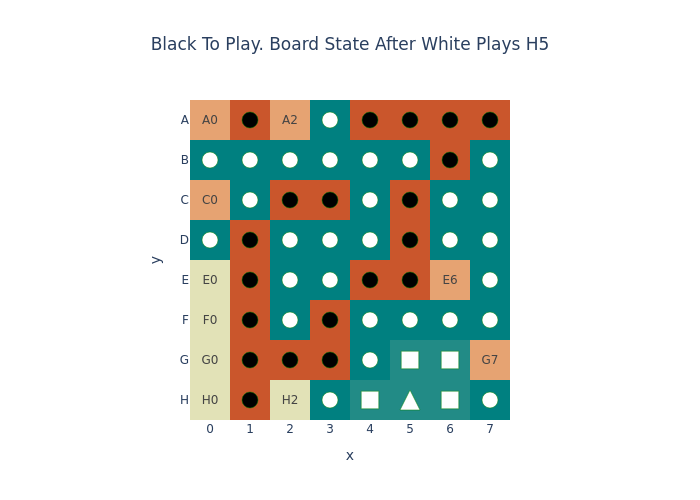 Black To Play. Board State After White Plays H5
A A0 A2
B
C C0
D
E E0 E6
F F0
G G0 G7
H H0 H2
0 1 2 3 4 5 6 7
x
y